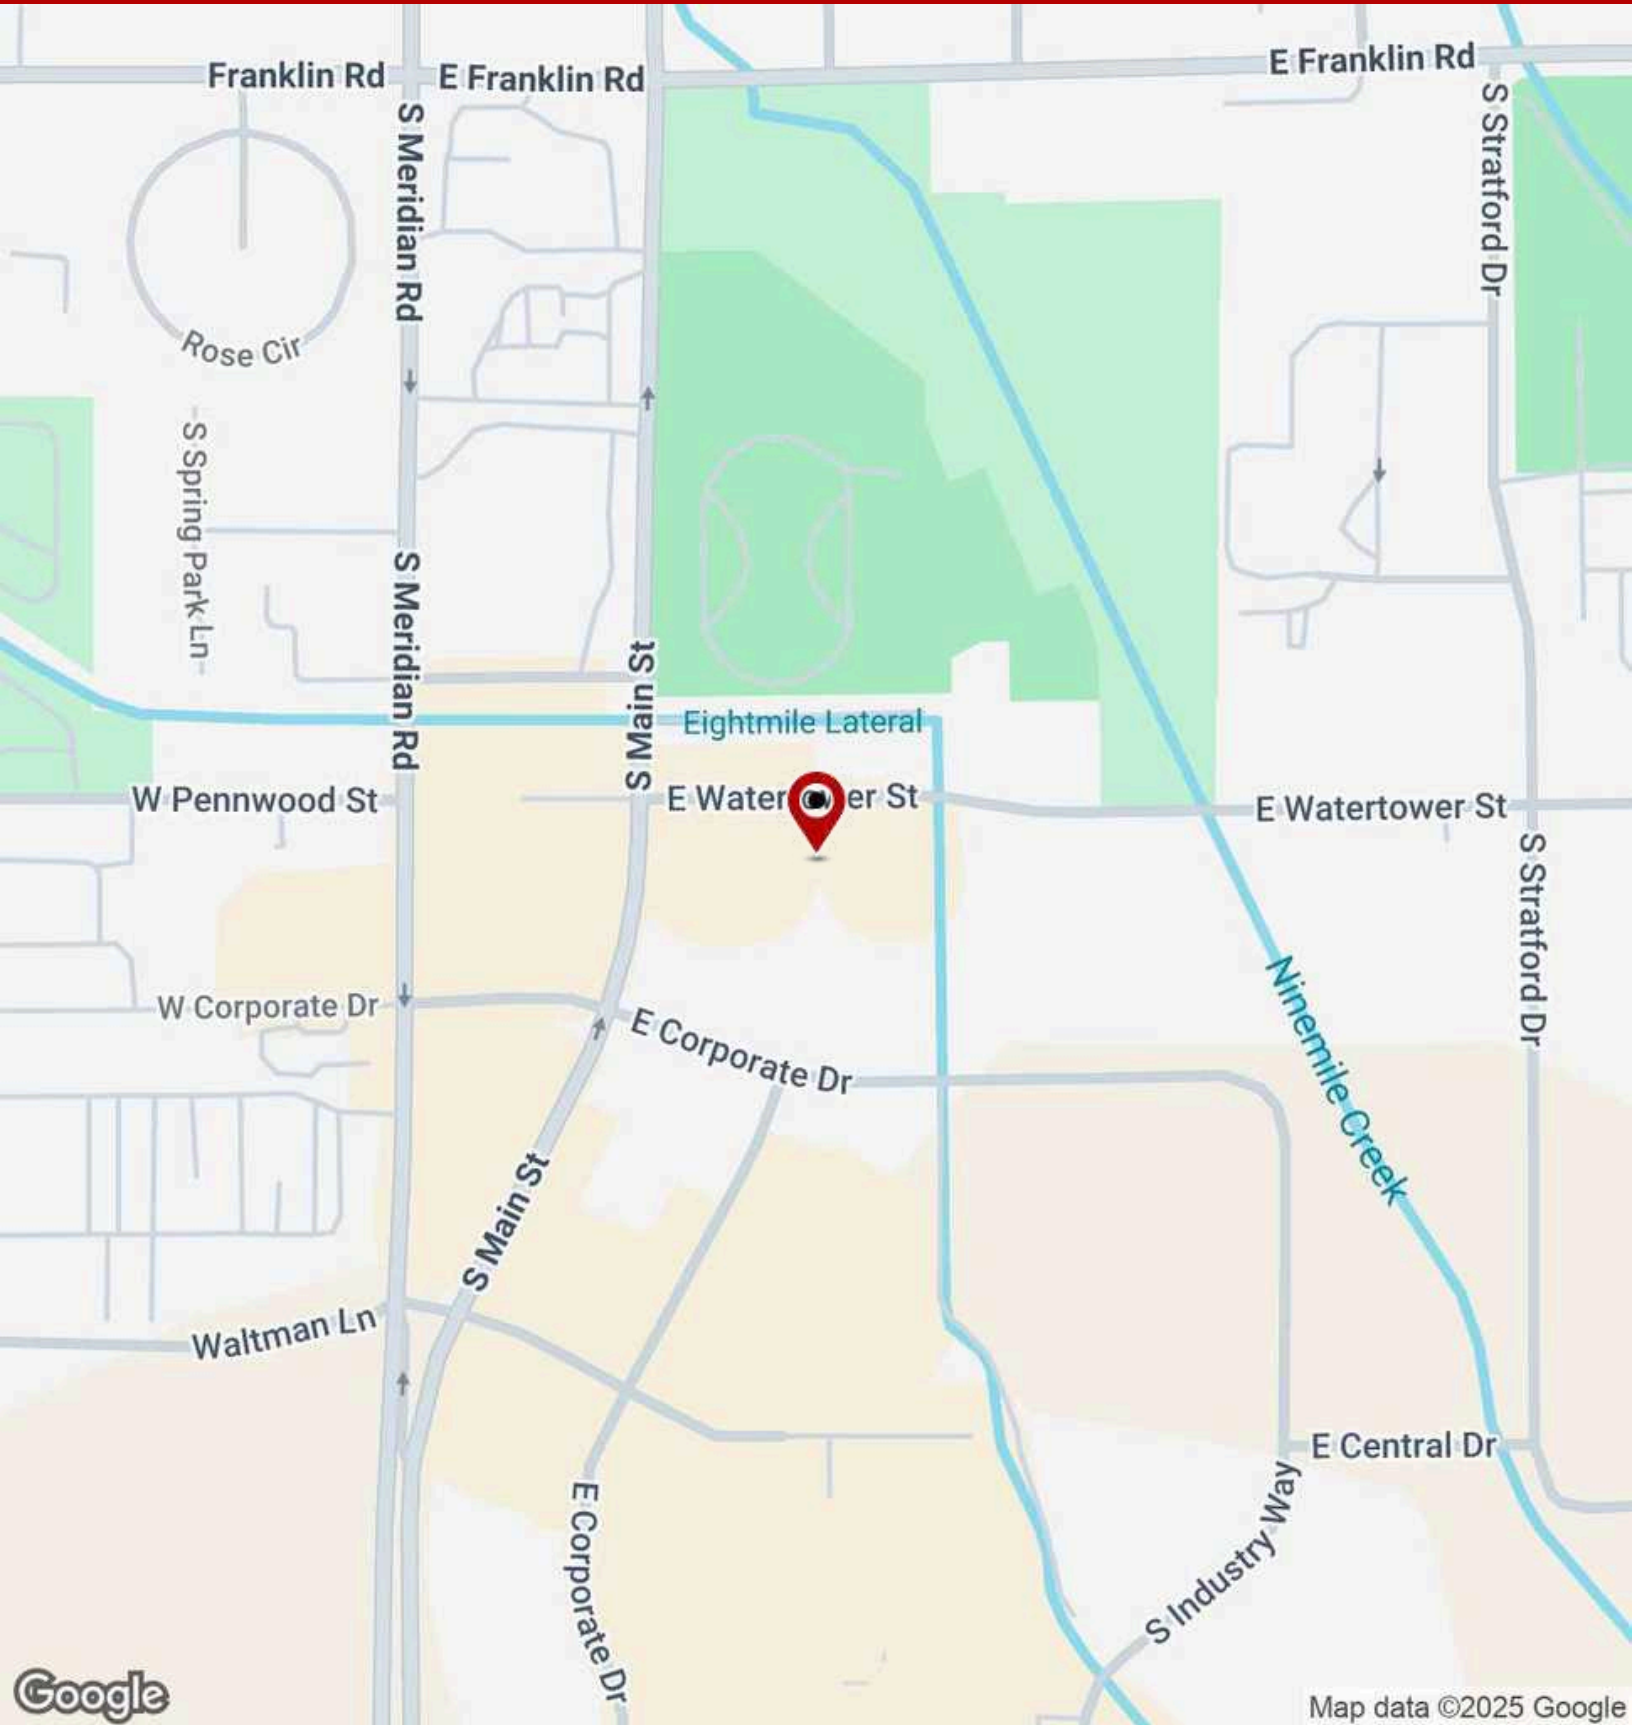 Franklin Rd
E Franklin Rd
E Franklin Rd
S Meridian Rd
S Stratford Dr
Rose Cir
S Spring Park Ln
S Meridian Rd
S Main St
Eightmile Lateral
W Pennwood St
E Water er St
E Watertower St
S Stratford Dr
W Corporate Dr
E Corporate Dr
Ninemile Creek
S Main St
Waltman Ln
E Central Dr
E Corporate Dr
S Industry Way
Google
Map data ©2025 Google